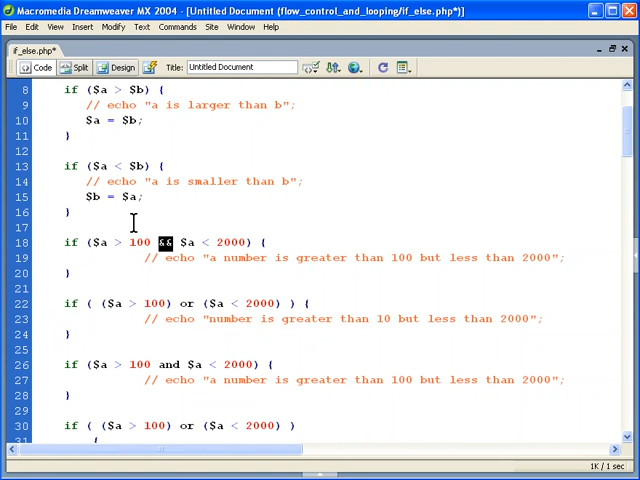 Macromedia Dreamweaver MX 2004 - [Untitled Document (flow_control_and_looping/if_else.php*)]
File Edit View Insert Modify Text Commands Site Window Help
if_else.php*
Code Split Design Title: Untitled Document
8 if ($a > $b) {
9 // echo "a is larger than b";
10 $a = $b;
11 }
12
13 if ($a < $b) {
14 // echo "a is smaller than b";
15 $b = $a;
16 }
17
18 if ($a > 100 && $a < 2000) {
19 // echo "a number is greater than 100 but less than 2000";
20 }
21
22 if ( ($a > 100) or ($a < 2000) ) {
23 // echo "number is greater than 10 but less than 2000";
24 }
25
26 if ($a > 100 and $a < 2000) {
27 // echo "a number is greater than 100 but less than 2000";
28 }
29
30 if ( ($a > 100) or ($a < 2000) )
31 {
1K / 1 sec